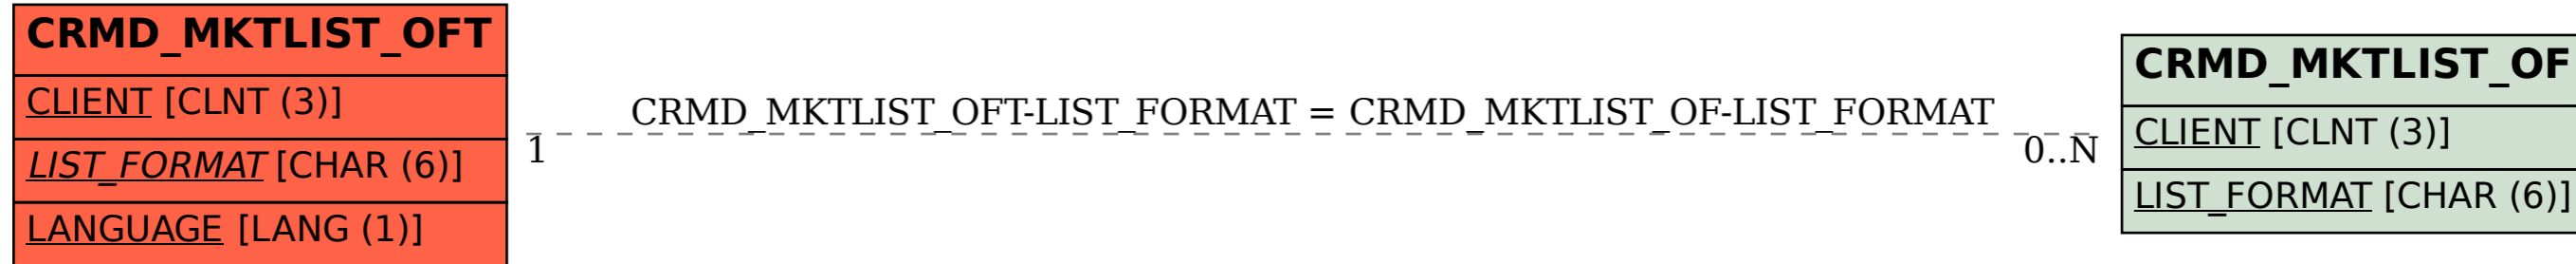 CRMD_MKTLIST_OFT
CLIENT [CLNT (3)]
LIST_FORMAT [CHAR (6)]
LANGUAGE [LANG (1)]
CRMD_MKTLIST_OFT-LIST_FORMAT = CRMD_MKTLIST_OF-LIST_FORMAT
1
0..N
CRMD_MKTLIST_OF
CLIENT [CLNT (3)]
LIST_FORMAT [CHAR (6)]